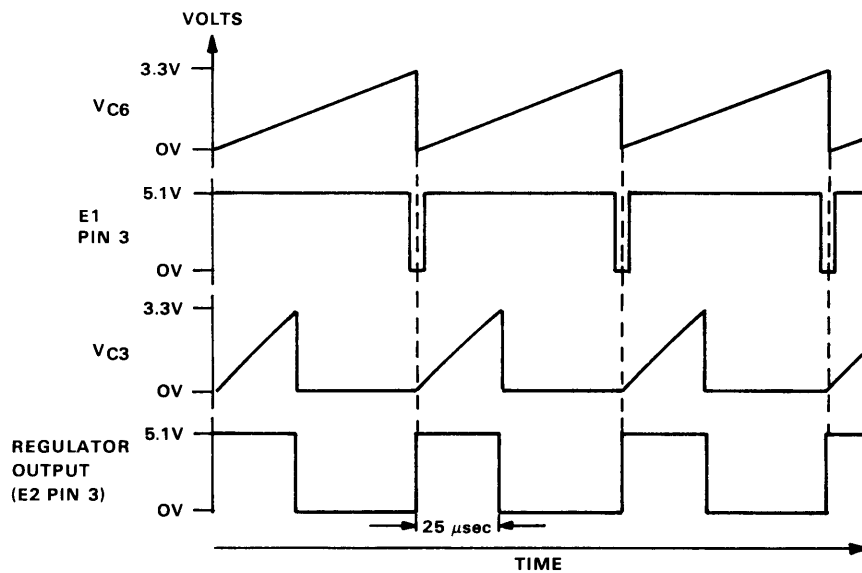 VOLTS
3.3V
VC6
0V
5.1V
E1
PIN 3
0V
3.3V
VC3
0V
5.1V
REGULATOR
OUTPUT
(E2 PIN 3)
0V
25 μsec
TIME